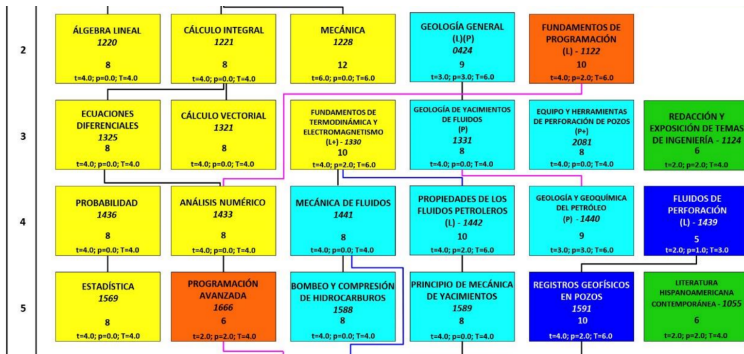 2
ÁLGEBRA LINEAL
1220
8
t=4.0; p=0.0; T=4.0
CÁLCULO INTEGRAL
1221
8
t=4.0; p=0.0; T=4.0
MECÁNICA
1228
12
t=6.0; p=0.0; T=6.0
GEOLOGÍA GENERAL
(L)(P)
0424
9
t=3.0; p=3.0; T=6.0
FUNDAMENTOS DE
PROGRAMACIÓN
(L) - 1122
10
t=4.0; p=2.0; T=6.0
3
ECUACIONES
DIFERENCIALES
1325
8
t=4.0; p=0.0; T=4.0
CÁLCULO VECTORIAL
1321
8
t=4.0; p=0.0; T=4.0
FUNDAMENTOS DE
TERMODINÁMICA Y
ELECTROMAGNETISMO
(L+) - 1330
10
t=4.0; p=2.0; T=6.0
GEOLOGÍA DE YACIMIENTOS
DE FLUIDOS
(P)
1331
8
t=4.0; p=0.0; T=4.0
EQUIPO Y HERRAMIENTAS
DE PERFORACIÓN DE POZOS
(P+)
2081
8
t=4.0; p=0.0; T=4.0
REDACCIÓN Y
EXPOSICIÓN DE TEMAS
DE INGENIERÍA - 1124
6
t=2.0; p=2.0; T=4.0
4
PROBABILIDAD
1436
8
t=4.0; p=0.0; T=4.0
ANÁLISIS NUMÉRICO
1433
8
t=4.0; p=0.0; T=4.0
MECÁNICA DE FLUIDOS
1441
8
t=4.0; p=0.0; T=4.0
PROPIEDADES DE LOS
FLUIDOS PETROLEROS
(L) - 1442
10
t=4.0; p=2.0; T=6.0
GEOLOGÍA Y GEOQUÍMICA
DEL PETRÓLEO
(P) - 1440
9
t=3.0; p=3.0; T=6.0
FLUIDOS DE
PERFORACIÓN
(L) - 1439
5
t=2.0; p=1.0; T=3.0
5
ESTADÍSTICA
1569
8
t=4.0; p=0.0; T=4.0
PROGRAMACIÓN
AVANZADA
1666
6
t=2.0; p=2.0; T=4.0
BOMBEO Y COMPRESIÓN
DE HIDROCARBUROS
1588
8
t=4.0; p=0.0; T=4.0
PRINCIPIO DE MECÁNICA
DE YACIMIENTOS
1589
8
t=4.0; p=0.0; T=4.0
REGISTROS GEOFÍSICOS
EN POZOS
1591
10
t=4.0; p=2.0; T=6.0
LITERATURA
HISPANOAMERICANA
CONTEMPORÁNEA - 1055
6
t=2.0; p=2.0; T=4.0